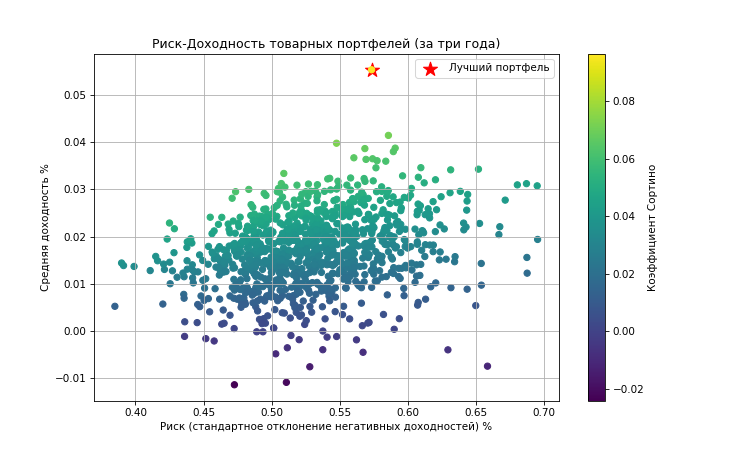 Риск-Доходность товарных портфелей (за три года)
Лучший портфель
Средняя доходность %
0.05
0.04
0.03
0.02
0.01
0.00
−0.01
0.40 0.45 0.50 0.55 0.60 0.65 0.70
Риск (стандартное отклонение негативных доходностей) %
0.08
0.06
0.04
0.02
0.00
−0.02
Коэффициент Сортино